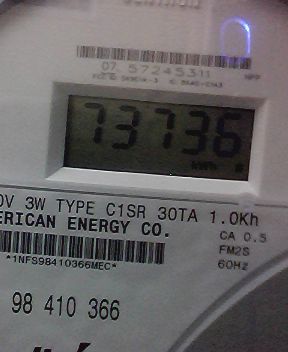 07 57245311
73736
kWh
0V 3W TYPE C1SR 30TA 1.0Kh
ERICAN ENERGY CO.
CA 0.5
FM2S
*1NFS98410366MEC*
60Hz
98 410 366